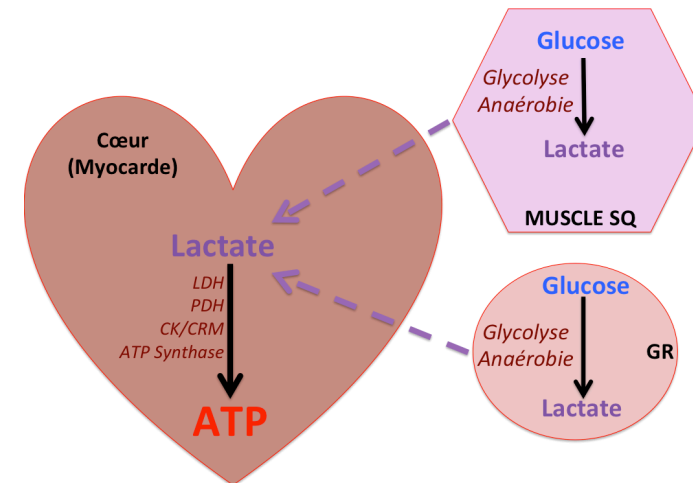 Cœur
(Myocarde)
Lactate
LDH
PDH
CK/CRM
ATP Synthase
ATP
Glucose
Glycolyse
Anaérobie
Lactate
MUSCLE SQ
Glucose
Glycolyse
Anaérobie
GR
Lactate